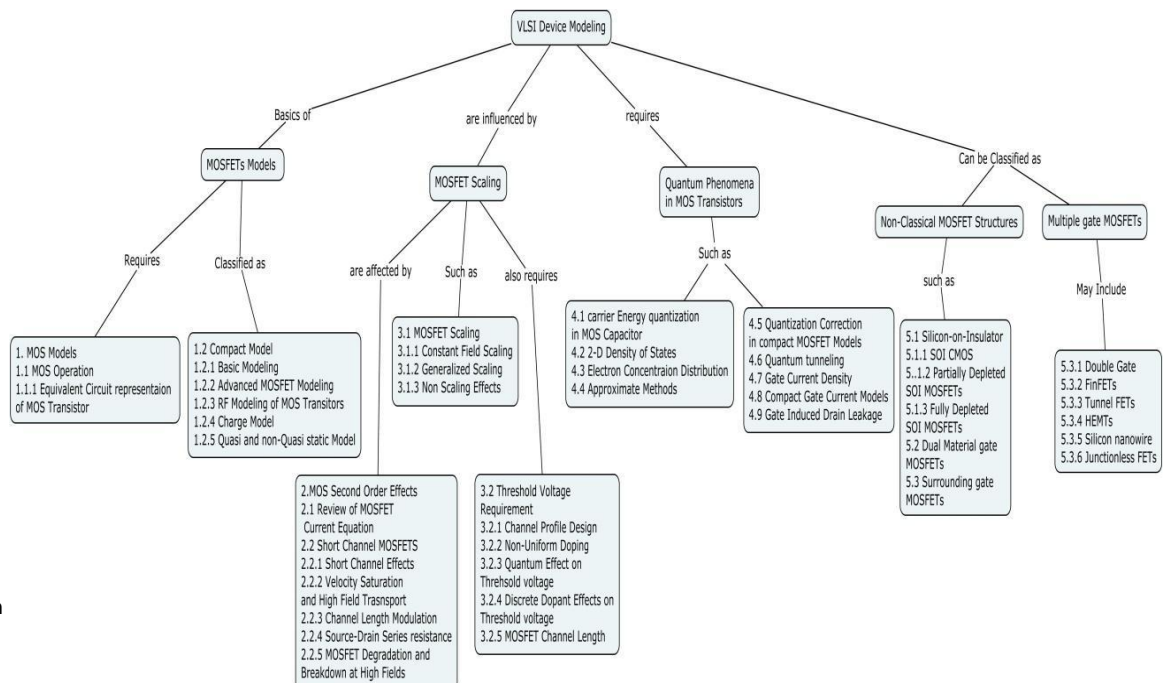 VLSI Device Modeling
Basics of
are influenced by
requires
Can be Classified as
MOSFETs Models
MOSFET Scaling
Quantum Phenomena
in MOS Transistors
Non-Classical MOSFET Structures
Multiple gate MOSFETs
Requires
Classified as
are affected by
Such as
also requires
Such as
such as
May Include
1. MOS Models
1.1 MOS Operation
1.1.1 Equivalent Circuit representaion
of MOS Transistor
1.2 Compact Model
1.2.1 Basic Modeling
1.2.2 Advanced MOSFET Modeling
1.2.3 RF Modeling of MOS Transitors
1.2.4 Charge Model
1.2.5 Quasi and non-Quasi static Model
3.1 MOSFET Scaling
3.1.1 Constant Field Scaling
3.1.2 Generalized Scaling
3.1.3 Non Scaling Effects
4.1 carrier Energy quantization
in MOS Capacitor
4.2 2-D Density of States
4.3 Electron Concentraion Distribution
4.4 Approximate Methods
4.5 Quantization Correction
in compact MOSFET Models
4.6 Quantum tunneling
4.7 Gate Current Density
4.8 Compact Gate Current Models
4.9 Gate Induced Drain Leakage
5.1 Silicon-on-Insulator
5.1.1 SOI CMOS
5..1.2 Partially Depleted
SOI MOSFETs
5.1.3 Fully Depleted
SOI MOSFETs
5.2 Dual Material gate
MOSFETs
5.3 Surrounding gate
MOSFETs
5.3.1 Double Gate
5.3.2 FinFETs
5.3.3 Tunnel FETs
5.3.4 HEMTs
5.3.5 Silicon nanowire
5.3.6 Junctionless FETs
2.MOS Second Order Effects
2.1 Review of MOSFET
Current Equation
2.2 Short Channel MOSFETS
2.2.1 Short Channel Effects
2.2.2 Velocity Saturation
and High Field Trasnsport
2.2.3 Channel Length Modulation
2.2.4 Source-Drain Series resistance
2.2.5 MOSFET Degradation and
Breakdown at High Fields
3.2 Threshold Voltage
Requirement
3.2.1 Channel Profile Design
3.2.2 Non-Uniform Doping
3.2.3 Quantum Effect on
Threhsold voltage
3.2.4 Discrete Dopant Effects on
Threshold voltage
3.2.5 MOSFET Channel Length